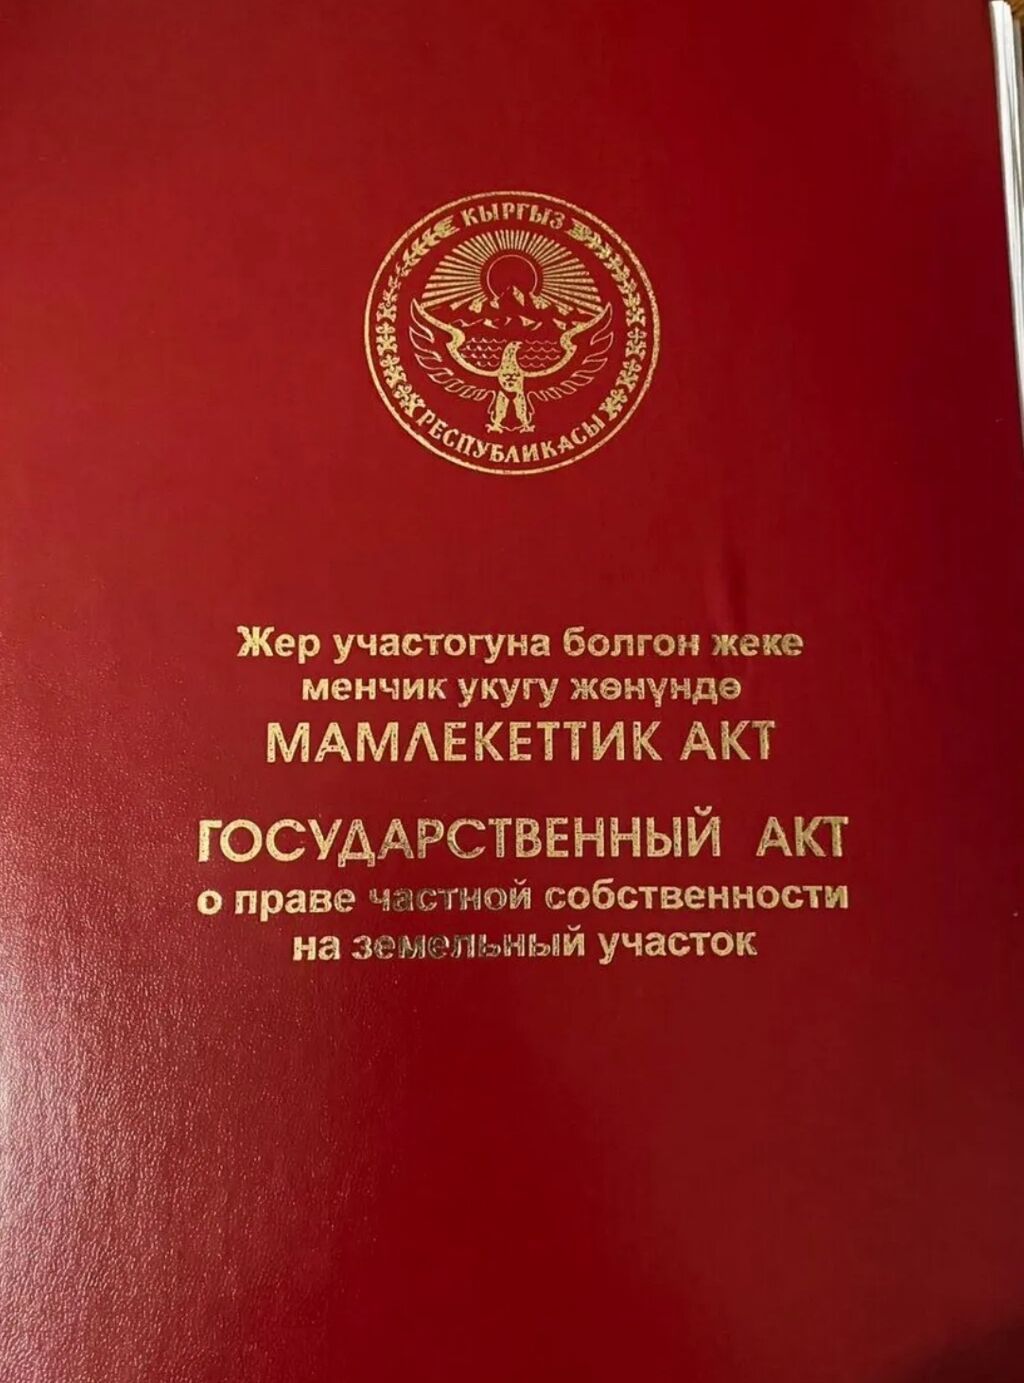 КЫРГЫЗ
РЕСПУБЛИКАСЫ
Жер участогуна болгон жеке
менчик укугу жөнүндө
МАМЛЕКЕТТИК АКТ
ГОСУДАРСТВЕННЫЙ АКТ
о праве частной собственности
на земельный участок